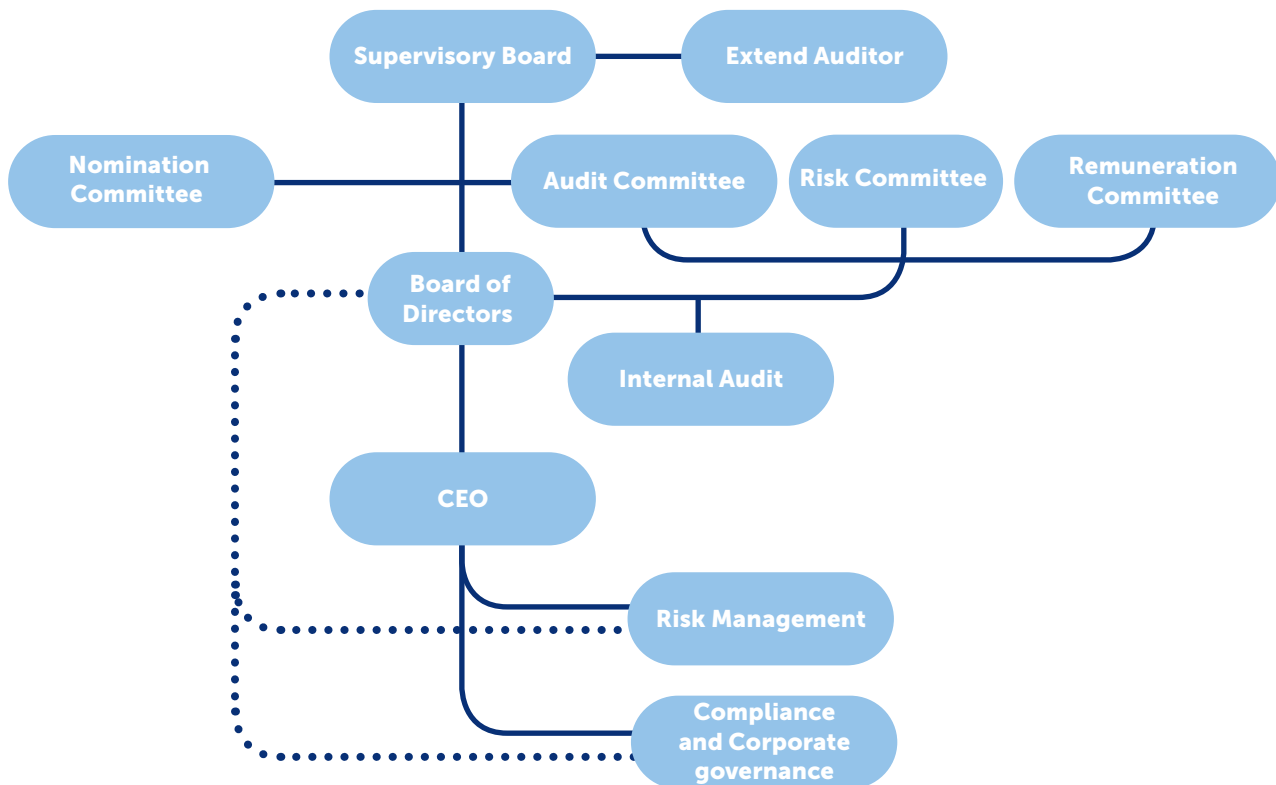 Supervisory Board
Extend Auditor
Nomination
Committee
Audit Committee
Risk Committee
Remuneration
Committee
Board of
Directors
Internal Audit
CEO
Risk Management
Compliance
and Corporate
governance